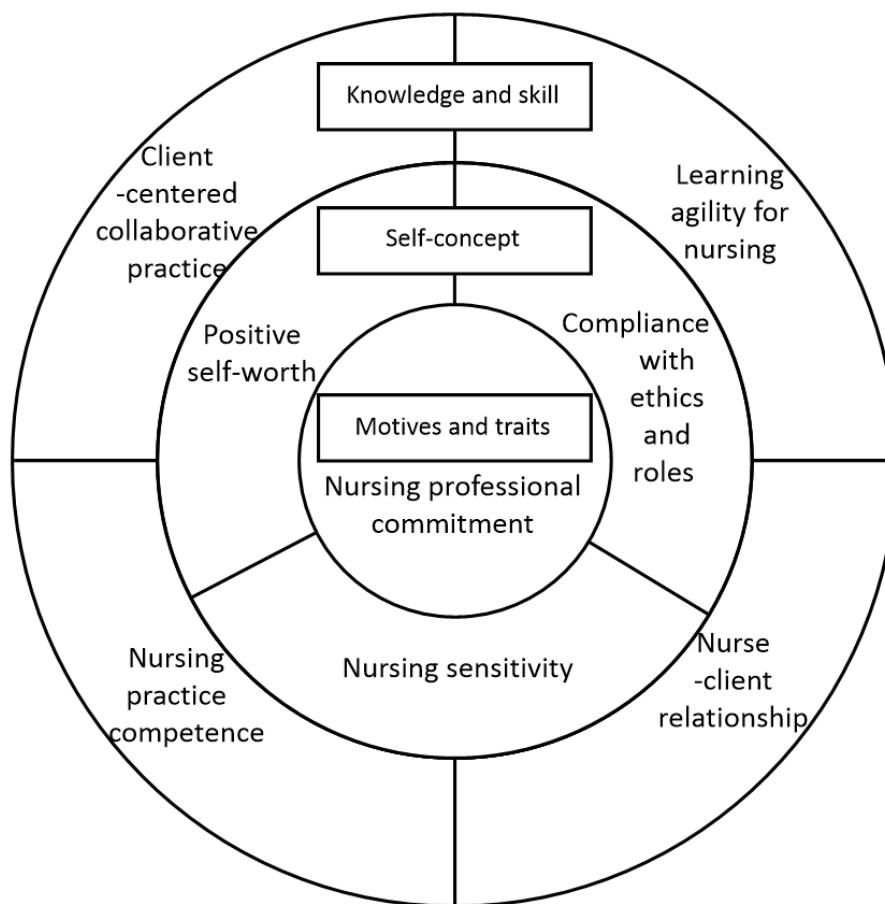 Knowledge and skill
Client
-centered
collaborative
practice
Learning
agility for
nursing
Self-concept
Positive
self-worth
Compliance
with
ethics
and
roles
Motives and traits
Nursing professional
commitment
Nursing sensitivity
Nursing
practice
competence
Nurse
-client
relationship